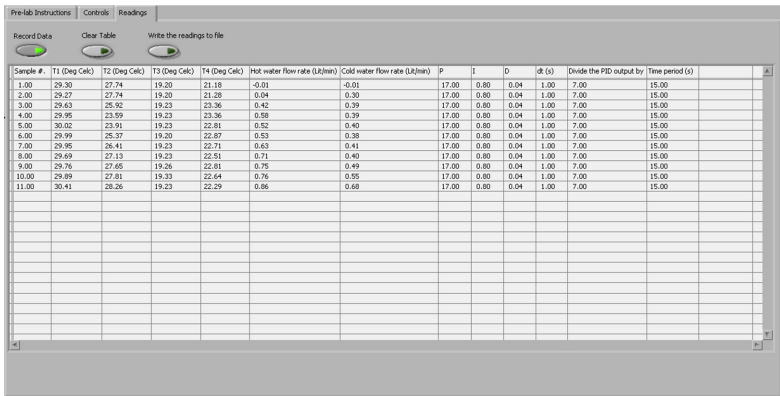 Pre-lab Instructions Controls Readings
Record Data Clear Table Write the readings to file
Sample #. T1 (Deg Celc) T2 (Deg Celc) T3 (Deg Celc) T4 (Deg Celc) Hot water flow rate (Lit/min) Cold water flow rate (Lit/min) P I D dt (s) Divide the PID output by Time period (s)
1.00 29.30 27.74 19.20 21.18 -0.01 -0.01 17.00 0.80 0.04 1.00 7.00 15.00
2.00 29.27 27.74 19.20 21.28 0.04 0.30 17.00 0.80 0.04 1.00 7.00 15.00
3.00 29.63 25.92 19.23 23.36 0.42 0.39 17.00 0.80 0.04 1.00 7.00 15.00
4.00 29.95 23.59 19.23 23.36 0.58 0.39 17.00 0.80 0.04 1.00 7.00 15.00
5.00 30.02 23.91 19.23 22.81 0.52 0.40 17.00 0.80 0.04 1.00 7.00 15.00
6.00 29.99 25.37 19.20 22.87 0.53 0.38 17.00 0.80 0.04 1.00 7.00 15.00
7.00 29.95 26.41 19.23 22.71 0.63 0.41 17.00 0.80 0.04 1.00 7.00 15.00
8.00 29.69 27.13 19.23 22.51 0.71 0.40 17.00 0.80 0.04 1.00 7.00 15.00
9.00 29.76 27.65 19.26 22.81 0.75 0.49 17.00 0.80 0.04 1.00 7.00 15.00
10.00 29.89 27.81 19.33 22.64 0.76 0.55 17.00 0.80 0.04 1.00 7.00 15.00
11.00 30.41 28.26 19.23 22.29 0.86 0.68 17.00 0.80 0.04 1.00 7.00 15.00